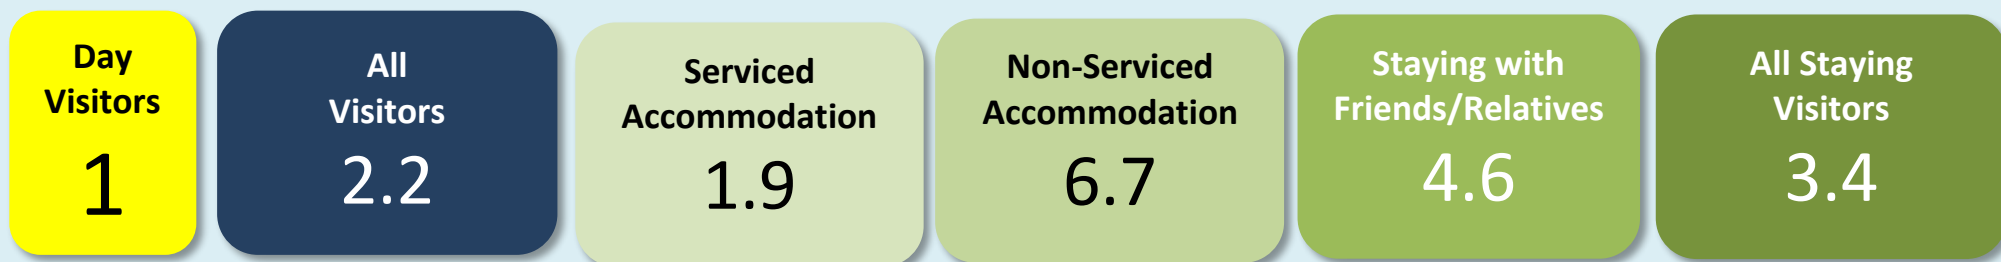 Day
Visitors
1
All
Visitors
2.2
Serviced
Accommodation
1.9
Non-Serviced
Accommodation
6.7
Staying with
Friends/Relatives
4.6
All Staying
Visitors
3.4